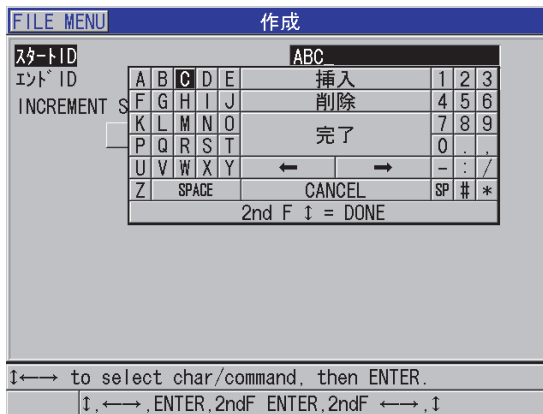 FILE MENU 作成
スタートID ABC_
エンドID
INCREMENT S
A B C D E 挿入 1 2 3
F G H I J 削除 4 5 6
K L M N O 完了 7 8 9
P Q R S T 0 . ,
U V W X Y ← → - : /
Z SPACE CANCEL SP # *
2nd F ↕ = DONE
↕←→ to select char/command, then ENTER.
↕,←→,ENTER,2ndF ENTER,2ndF ←→,↕